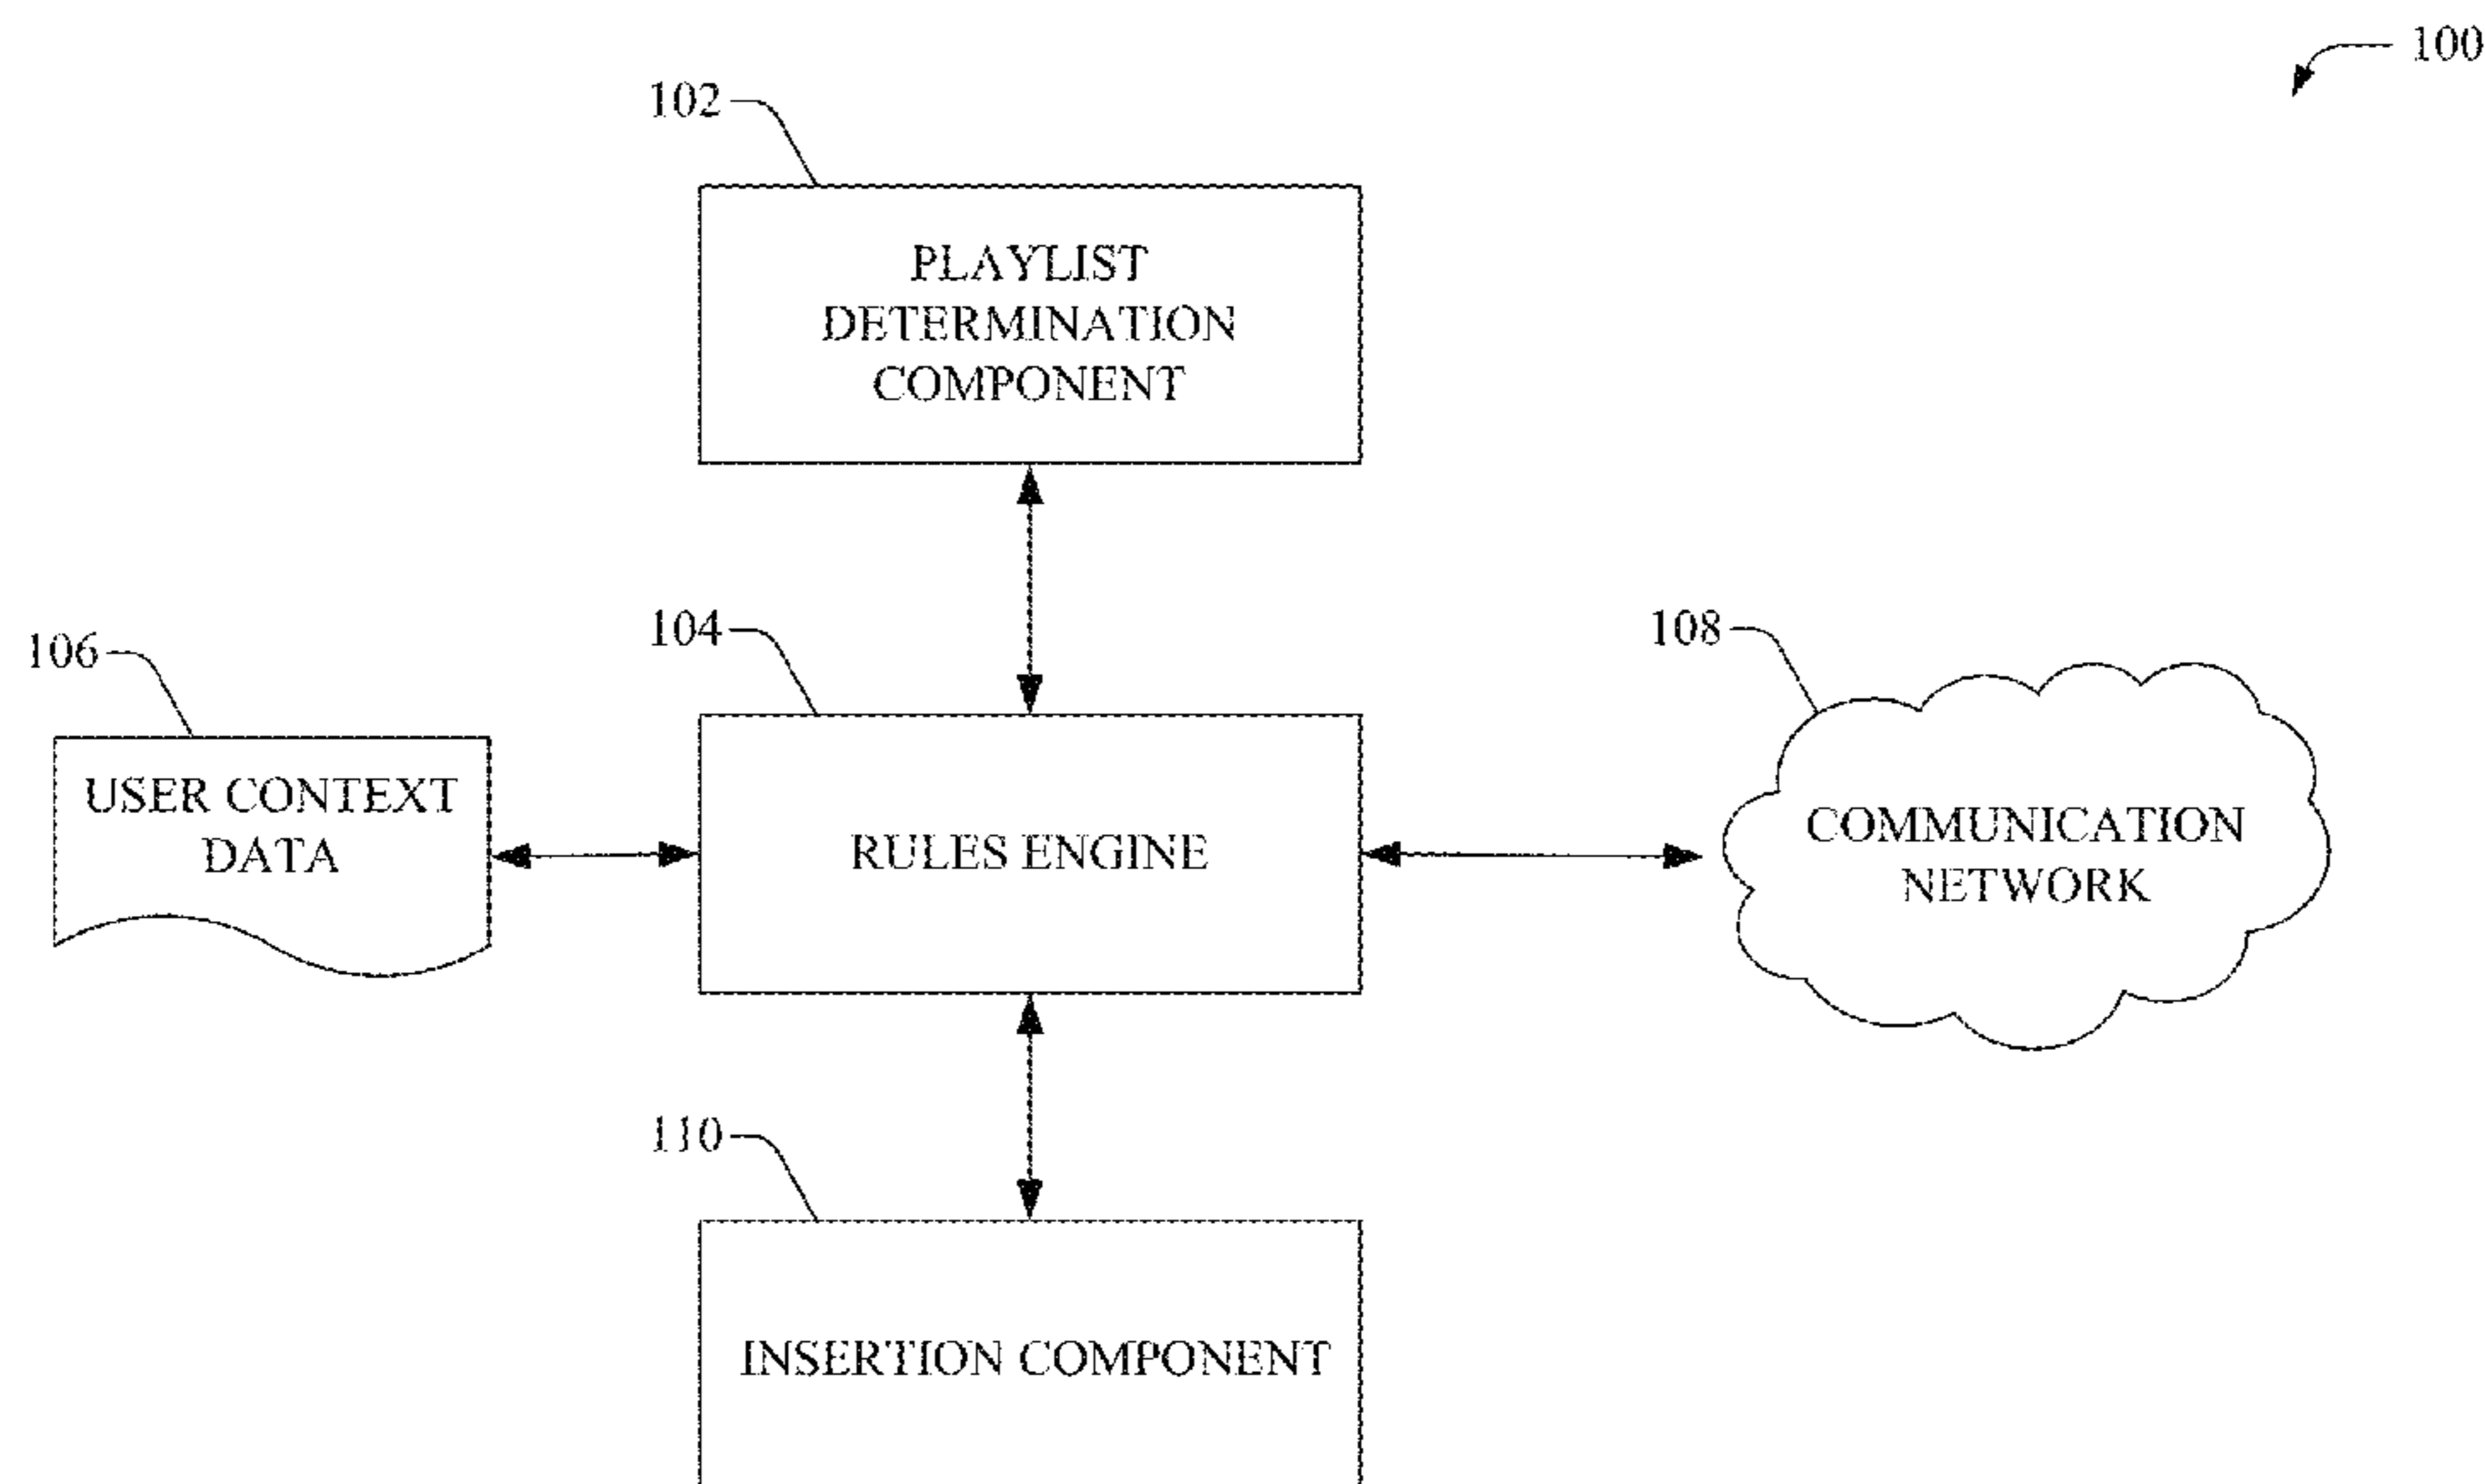 100
102
PLAYLIST
DETERMINATION
COMPONENT
104
106
108
USER CONTEXT
DATA
RULES ENGINE
COMMUNICATION
NETWORK
110
INSERTION COMPONENT